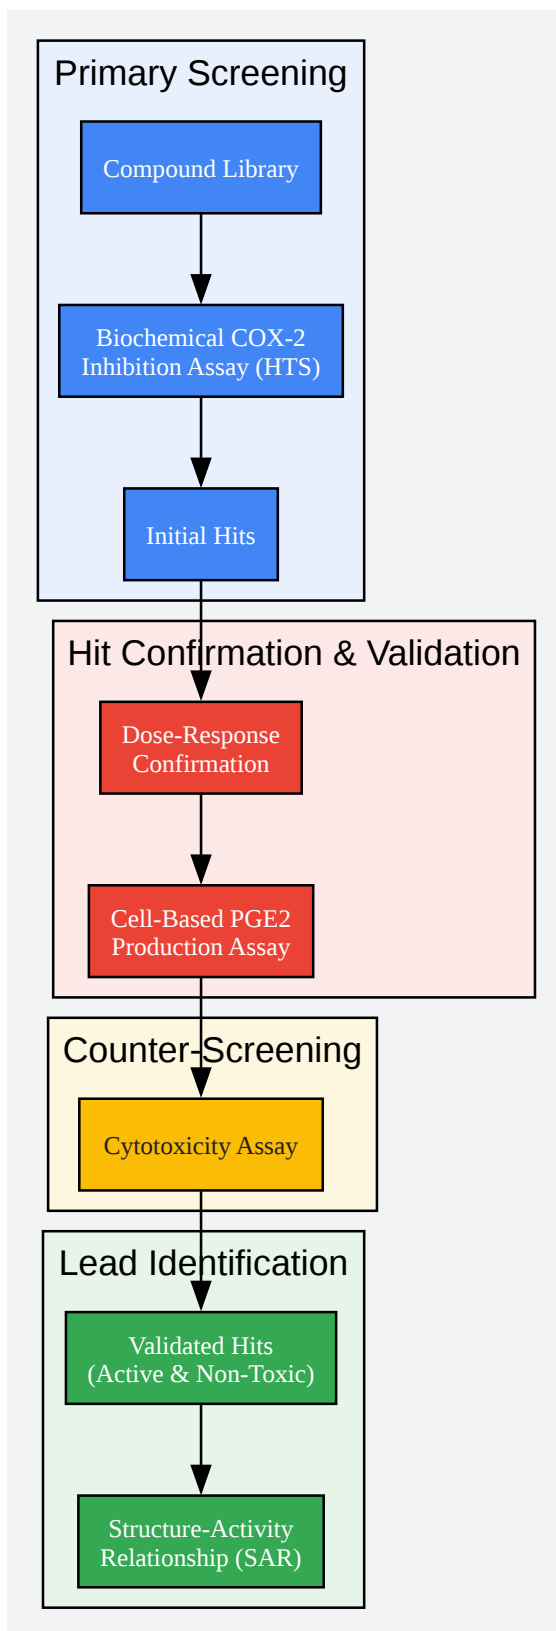 Primary Screening
Compound Library
Biochemical COX-2
Inhibition Assay (HTS)
Initial Hits
Hit Confirmation & Validation
Dose-Response
Confirmation
Cell-Based PGE2
Production Assay
Counter-Screening
Cytotoxicity Assay
Lead Identification
Validated Hits
(Active & Non-Toxic)
Structure-Activity
Relationship (SAR)